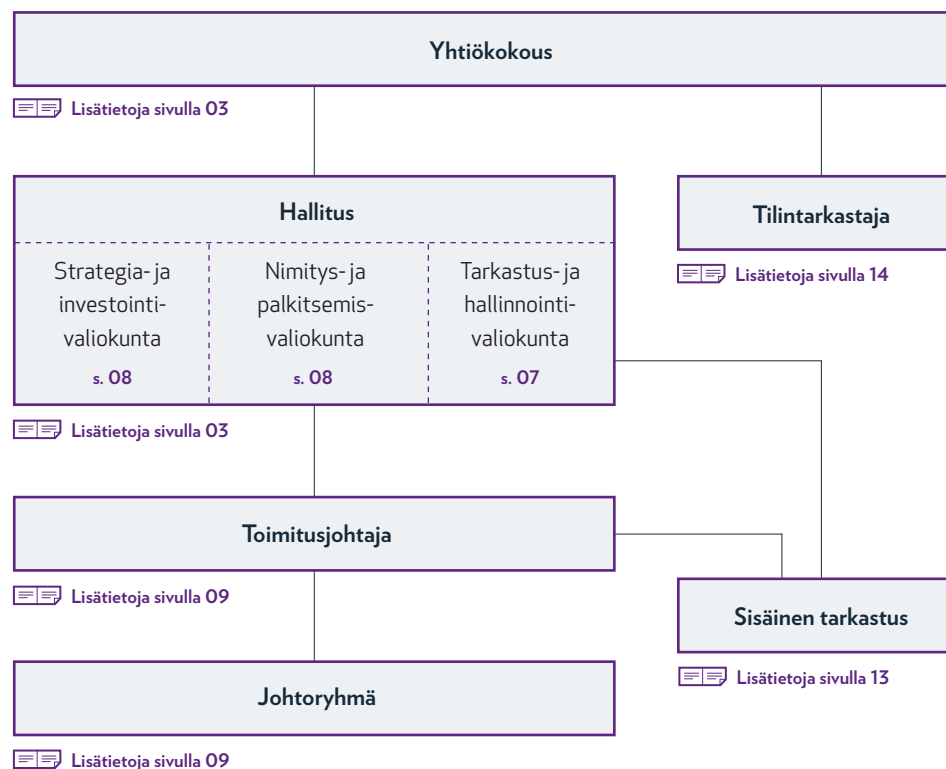 Yhtiökokous
Lisätietoja sivulla 03
Hallitus
Strategia- ja
investointi-
valiokunta
s. 08
Nimitys- ja
palkitsemis-
valiokunta
s. 08
Tarkastus- ja
hallinnointi-
valiokunta
s. 07
Lisätietoja sivulla 03
Tilintarkastaja
Lisätietoja sivulla 14
Toimitusjohtaja
Lisätietoja sivulla 09
Sisäinen tarkastus
Lisätietoja sivulla 13
Johtoryhmä
Lisätietoja sivulla 09